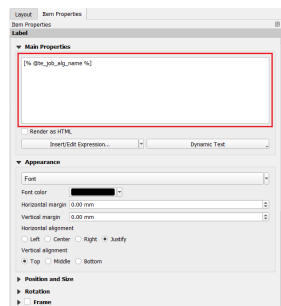 Layout Item Properties
Item Properties
Label
Main Properties
[% @te_job_alg_name %]
Render as HTML
Insert/Edit Expression... Dynamic Text
Appearance
Font
Font color
Horizontal margin 0.00 mm
Vertical margin 0.00 mm
Horizontal alignment
Left Center Right Justify
Vertical alignment
Top Middle Bottom
Position and Size
Rotation
Frame